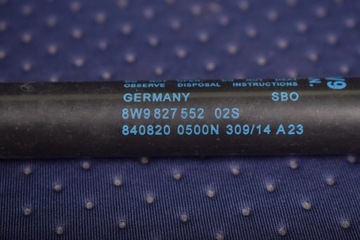 OBSERVE DISPOSAL INSTRUCTIONS
GERMANY SBO
8W9 827 552 02S
840820 0500N 309/14 A23